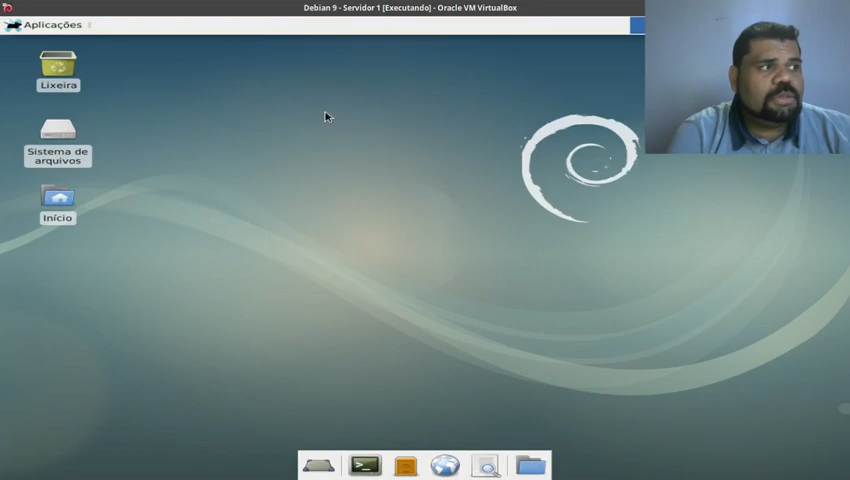 Debian 9 - Servidor 1 [Executando] - Oracle VM VirtualBox
Aplicações
Lixeira
Sistema de
arquivos
Início